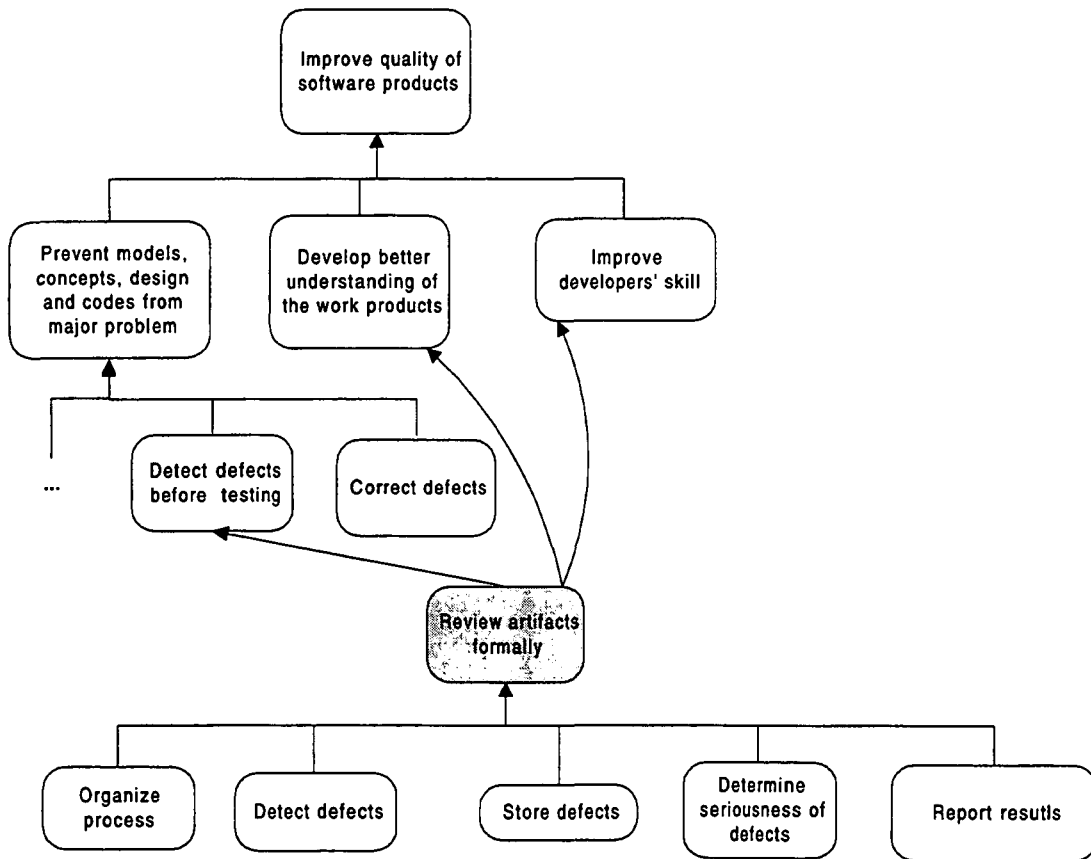 Improve quality of
software products
Prevent models,
concepts, design
and codes from
major problem
Develop better
understanding of
the work products
Improve
developers' skill
...
Detect defects
before testing
Correct defects
Review artifacts
formally
Organize
process
Detect defects
Store defects
Determine
seriousness of
defects
Report resutls